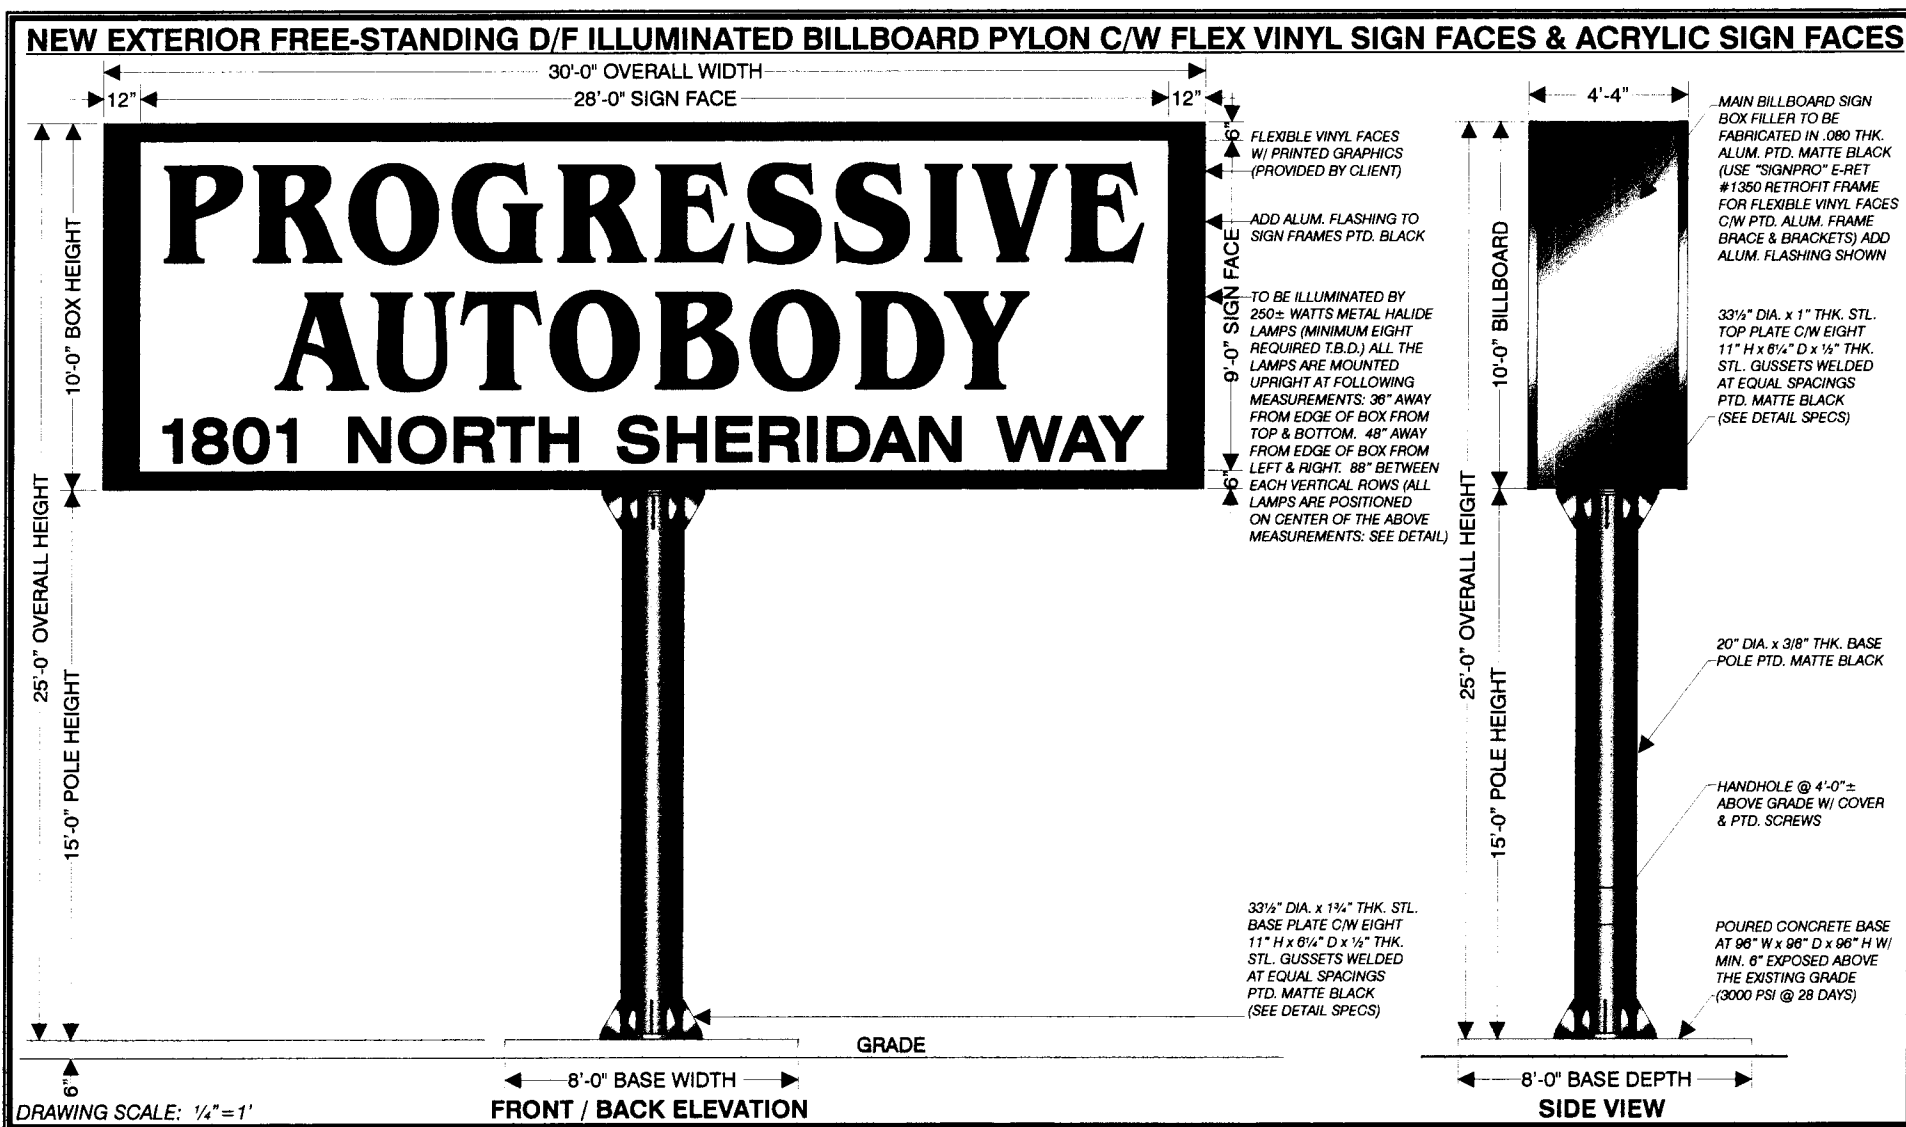 NEW EXTERIOR FREE-STANDING D/F ILLUMINATED BILLBOARD PYLON C/W FLEX VINYL SIGN FACES & ACRYLIC SIGN FACES
30'-0" OVERALL WIDTH
12"
28'-0" SIGN FACE
12"
25'-0" OVERALL HEIGHT
10'-0" BOX HEIGHT
15'-0" POLE HEIGHT
6"
PROGRESSIVE
AUTOBODY
1801 NORTH SHERIDAN WAY
6"
9'-0" SIGN FACE
6"
FLEXIBLE VINYL FACES
W/ PRINTED GRAPHICS
(PROVIDED BY CLIENT)
ADD ALUM. FLASHING TO
SIGN FRAMES PTD. BLACK
TO BE ILLUMINATED BY
250± WATTS METAL HALIDE
LAMPS (MINIMUM EIGHT
REQUIRED T.B.D.) ALL THE
LAMPS ARE MOUNTED
UPRIGHT AT FOLLOWING
MEASUREMENTS: 36" AWAY
FROM EDGE OF BOX FROM
TOP & BOTTOM. 48" AWAY
FROM EDGE OF BOX FROM
LEFT & RIGHT. 88" BETWEEN
EACH VERTICAL ROWS (ALL
LAMPS ARE POSITIONED
ON CENTER OF THE ABOVE
MEASUREMENTS: SEE DETAIL)
33½" DIA. x 1¾" THK. STL.
BASE PLATE C/W EIGHT
11" H x 6¼" D x ½" THK.
STL. GUSSETS WELDED
AT EQUAL SPACINGS
PTD. MATTE BLACK
(SEE DETAIL SPECS)
GRADE
8'-0" BASE WIDTH
FRONT / BACK ELEVATION
DRAWING SCALE: ¼"=1'
4'-4"
25'-0" OVERALL HEIGHT
10'-0" BILLBOARD
15'-0" POLE HEIGHT
MAIN BILLBOARD SIGN
BOX FILLER TO BE
FABRICATED IN .080 THK.
ALUM. PTD. MATTE BLACK
(USE "SIGNPRO" E-RET
#1350 RETROFIT FRAME
FOR FLEXIBLE VINYL FACES
C/W PTD. ALUM. FRAME
BRACE & BRACKETS) ADD
ALUM. FLASHING SHOWN
33½" DIA. x 1" THK. STL.
TOP PLATE C/W EIGHT
11" H x 6¼" D x ½" THK.
STL. GUSSETS WELDED
AT EQUAL SPACINGS
PTD. MATTE BLACK
(SEE DETAIL SPECS)
20" DIA. x 3/8" THK. BASE
POLE PTD. MATTE BLACK
HANDHOLE @ 4'-0"±
ABOVE GRADE W/ COVER
& PTD. SCREWS
POURED CONCRETE BASE
AT 96" W x 96" D x 96" H W/
MIN. 6" EXPOSED ABOVE
THE EXISTING GRADE
(3000 PSI @ 28 DAYS)
8'-0" BASE DEPTH
SIDE VIEW